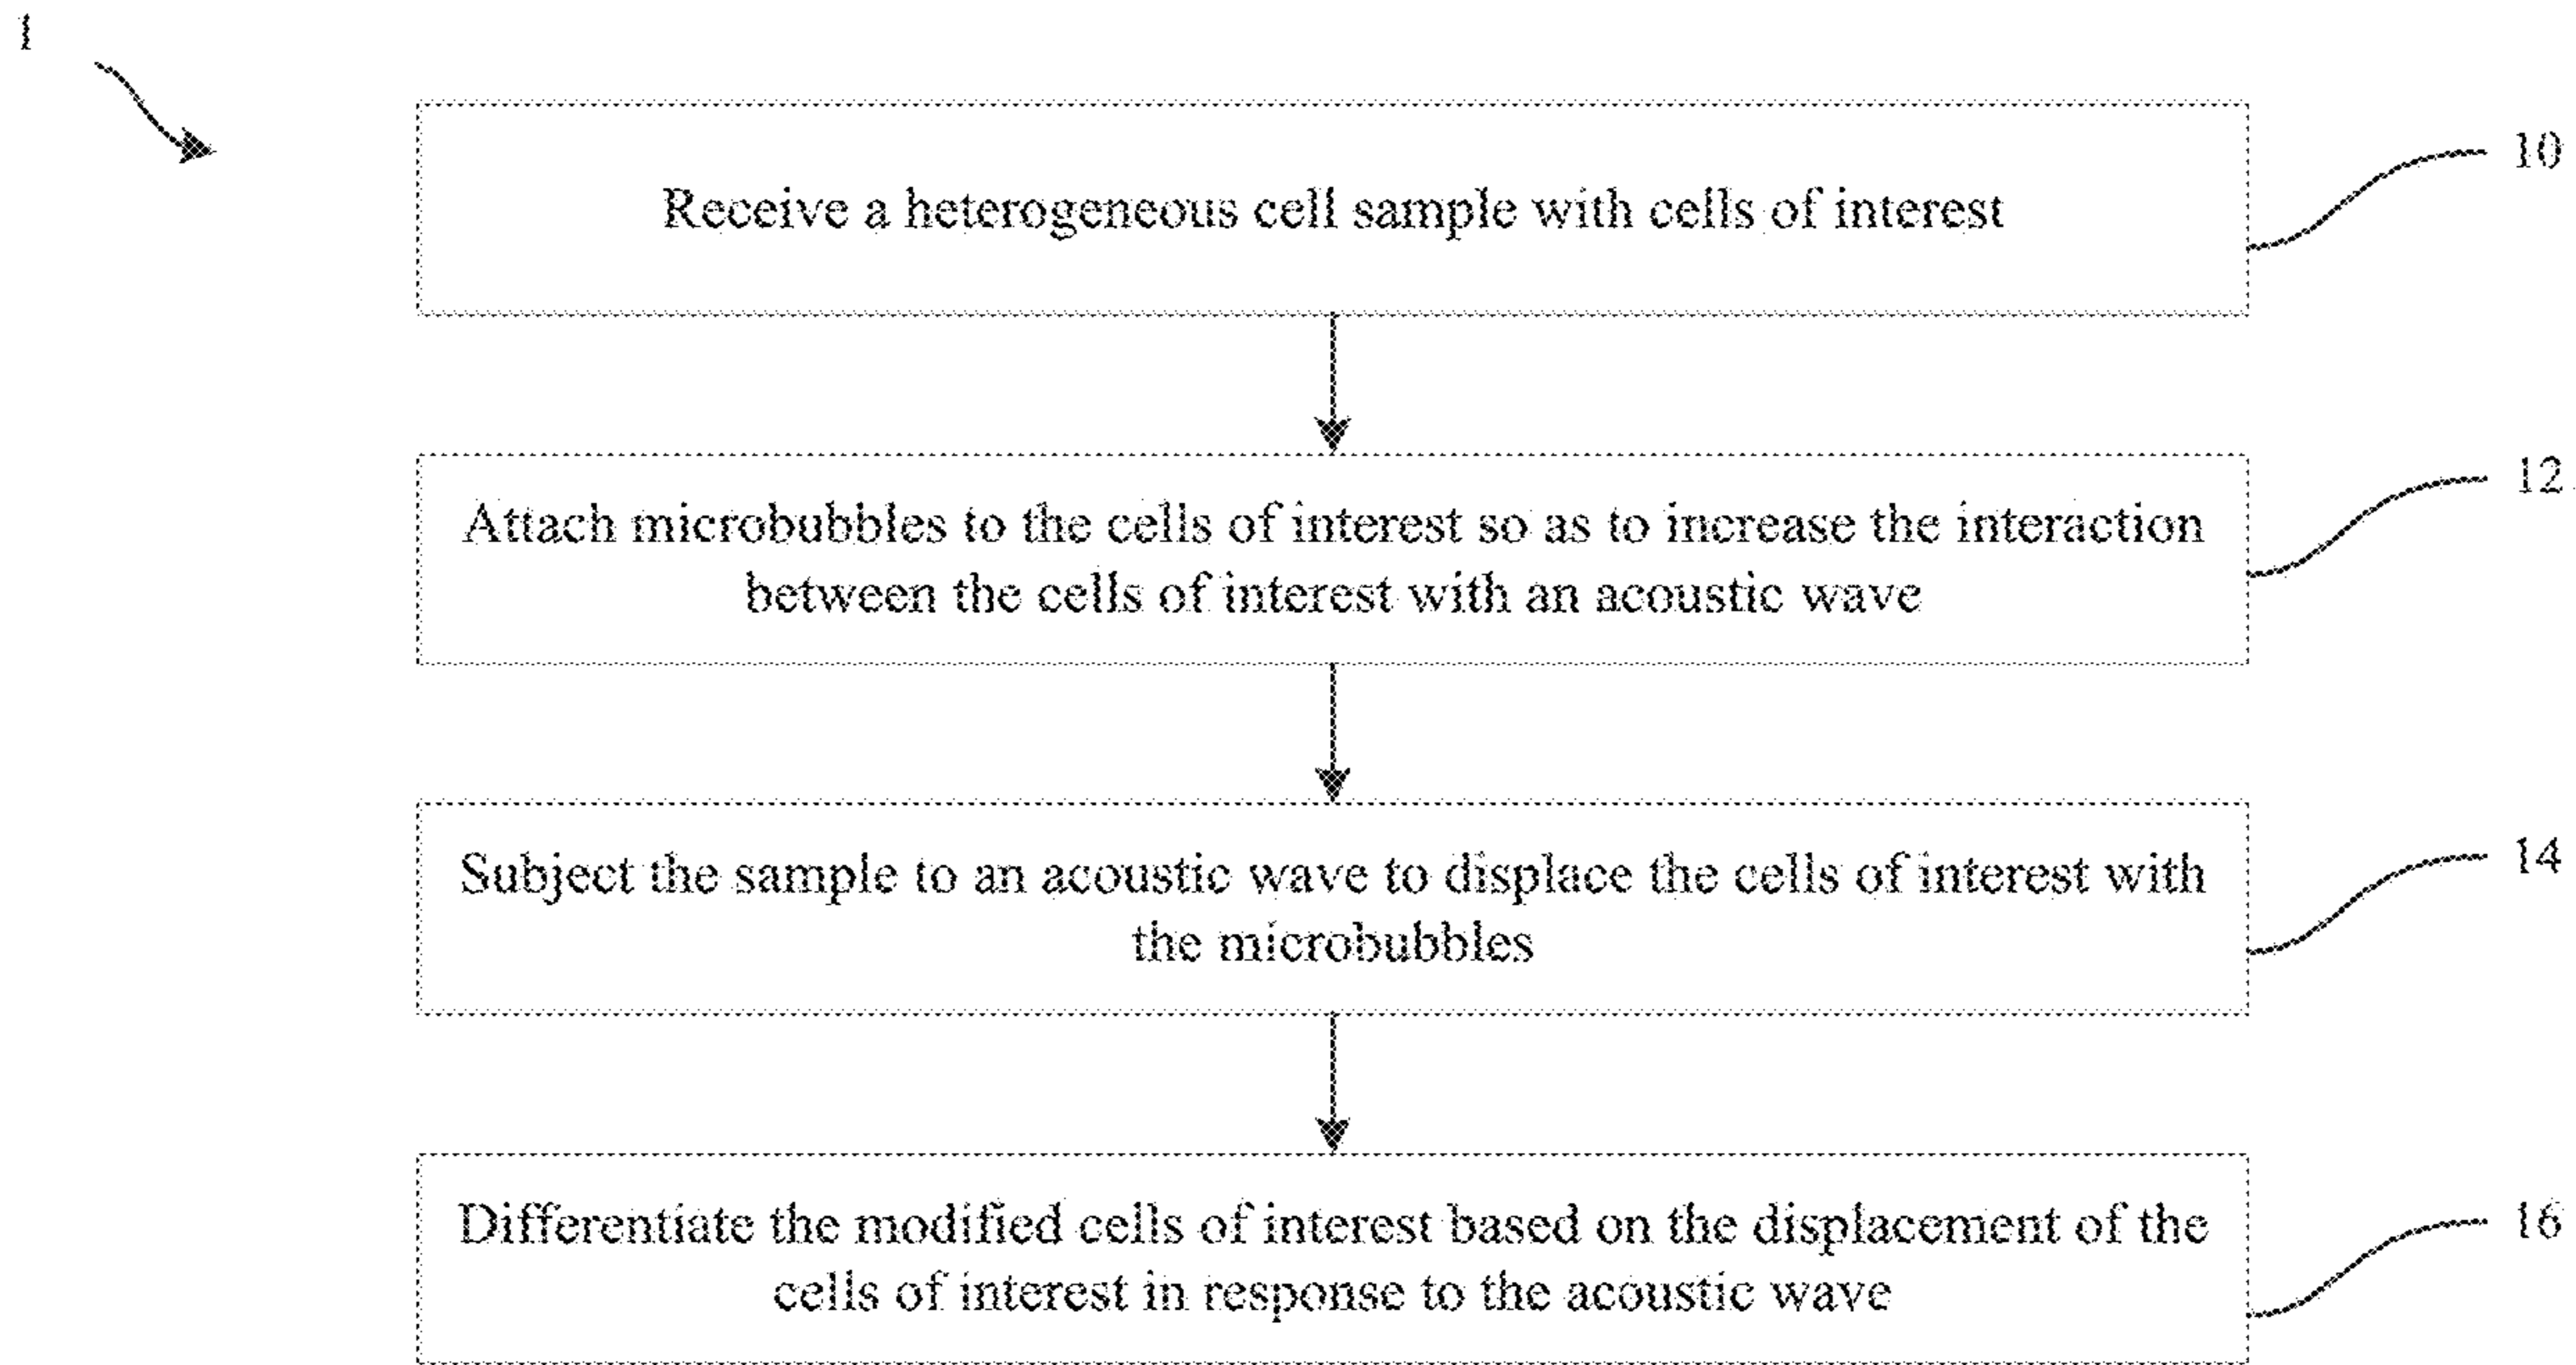 1
Receive a heterogeneous cell sample with cells of interest
10
Attach microbubbles to the cells of interest so as to increase the interaction
between the cells of interest with an acoustic wave
12
Subject the sample to an acoustic wave to displace the cells of interest with
the microbubbles
14
Differentiate the modified cells of interest based on the displacement of the
cells of interest in response to the acoustic wave
16